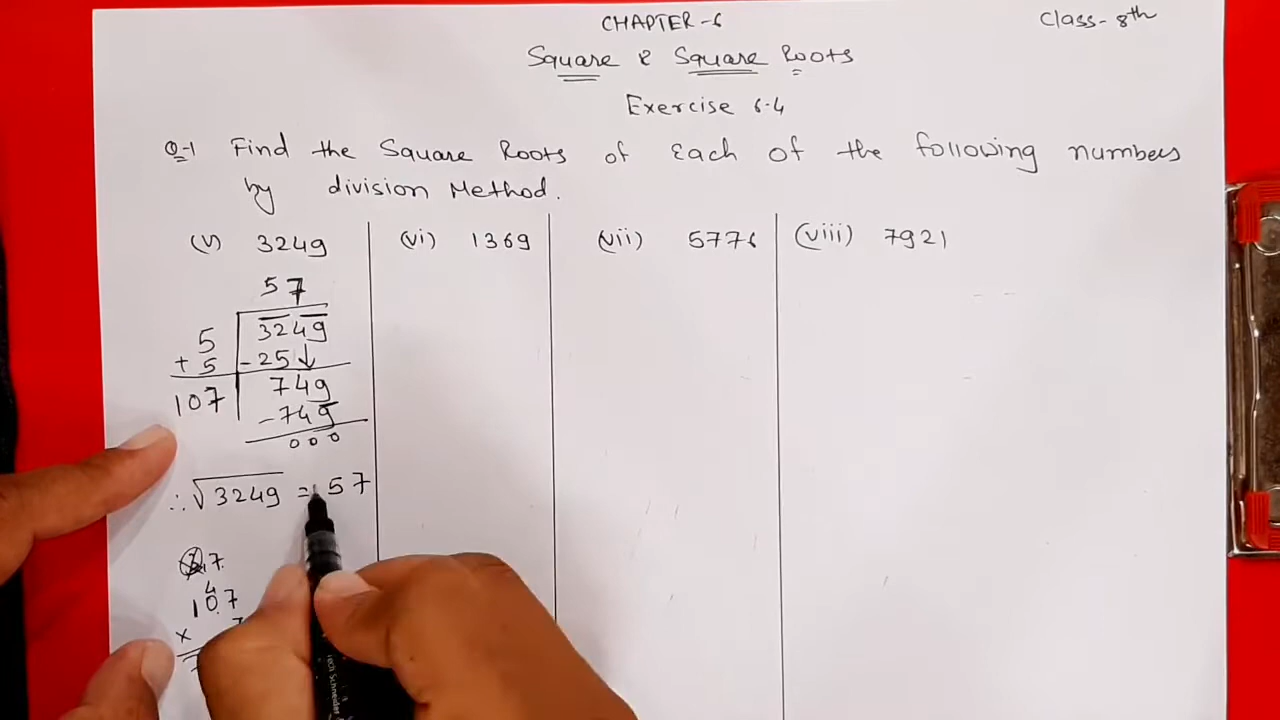 CHAPTER-6
Class-8th
Square & Square Roots
Exercise 6.4
Q-1 Find the Square Roots of Each of the following numbers
by division Method.
(v) 3249
(vi) 1369
(vii) 5776
(viii) 7921
57
5 3249
+5 -25↓
107 749
-749
000
∴√3249 = 57
7
4
107
×